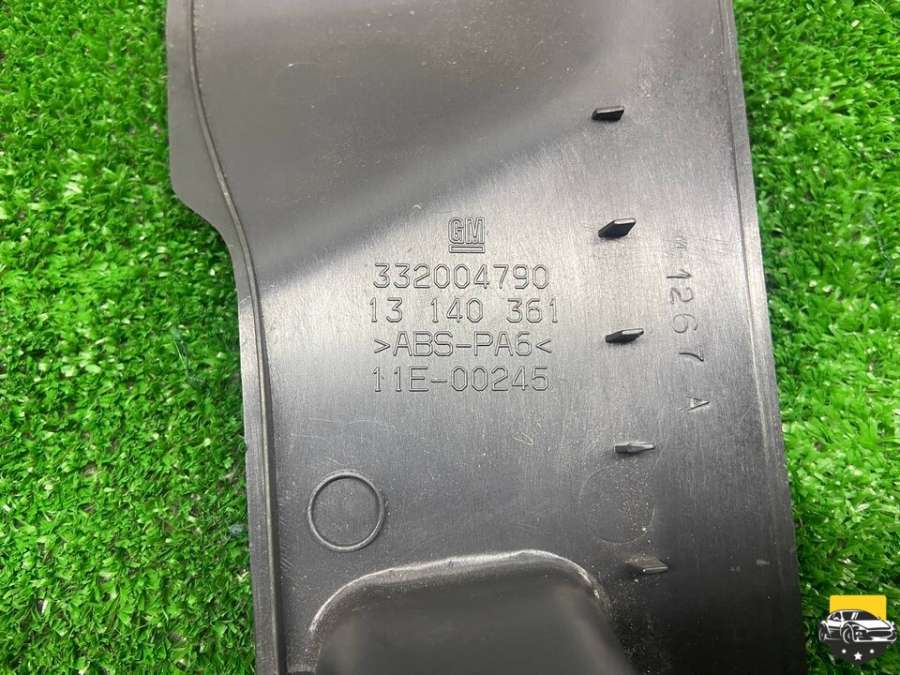 GM
332004790
13 140 361
>ABS-PA6<
11E-00245
1267 A